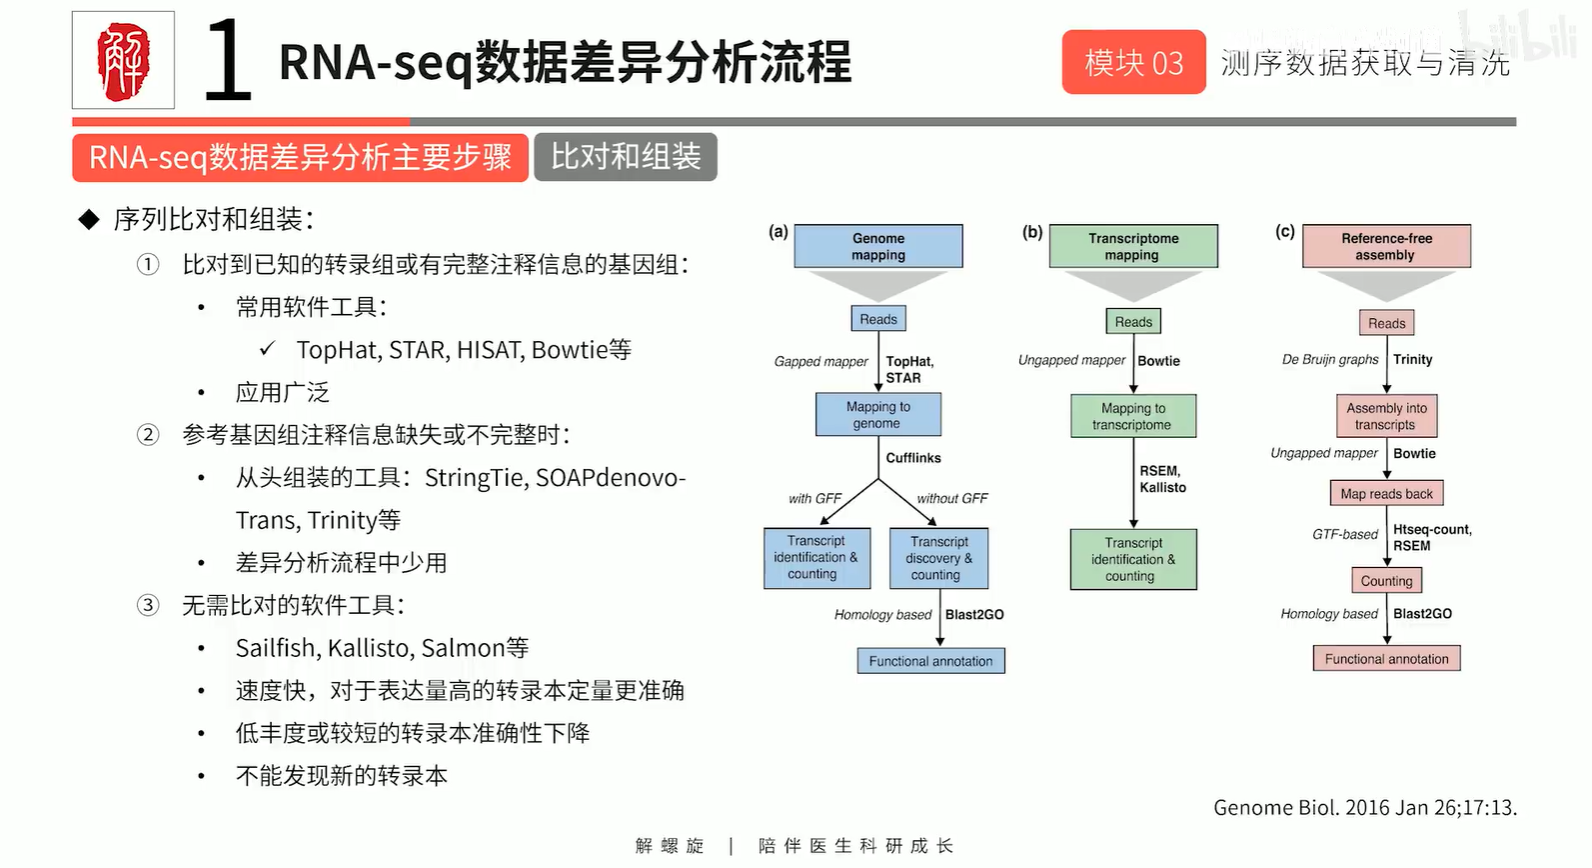 解
1
RNA-seq数据差异分析流程
模块 03
测序数据获取与清洗
bilibili
RNA-seq数据差异分析主要步骤
比对和组装
◆ 序列比对和组装：
① 比对到已知的转录组或有完整注释信息的基因组：
• 常用软件工具：
✓ TopHat, STAR, HISAT, Bowtie等
• 应用广泛
② 参考基因组注释信息缺失或不完整时：
• 从头组装的工具：StringTie, SOAPdenovo-
Trans, Trinity等
• 差异分析流程中少用
③ 无需比对的软件工具：
• Sailfish, Kallisto, Salmon等
• 速度快，对于表达量高的转录本定量更准确
• 低丰度或较短的转录本准确性下降
• 不能发现新的转录本
(a)
Genome
mapping
Reads
Gapped mapper
TopHat,
STAR
Mapping to
genome
Cufflinks
with GFF
without GFF
Transcript
identification &
counting
Transcript
discovery &
counting
Homology based
Blast2GO
Functional annotation
(b)
Transcriptome
mapping
Reads
Ungapped mapper
Bowtie
Mapping to
transcriptome
RSEM,
Kallisto
Transcript
identification &
counting
(c)
Reference-free
assembly
Reads
De Bruijn graphs
Trinity
Assembly into
transcripts
Ungapped mapper
Bowtie
Map reads back
GTF-based
Htseq-count,
RSEM
Counting
Homology based
Blast2GO
Functional annotation
Genome Biol. 2016 Jan 26;17:13.
解螺旋 | 陪伴医生科研成长